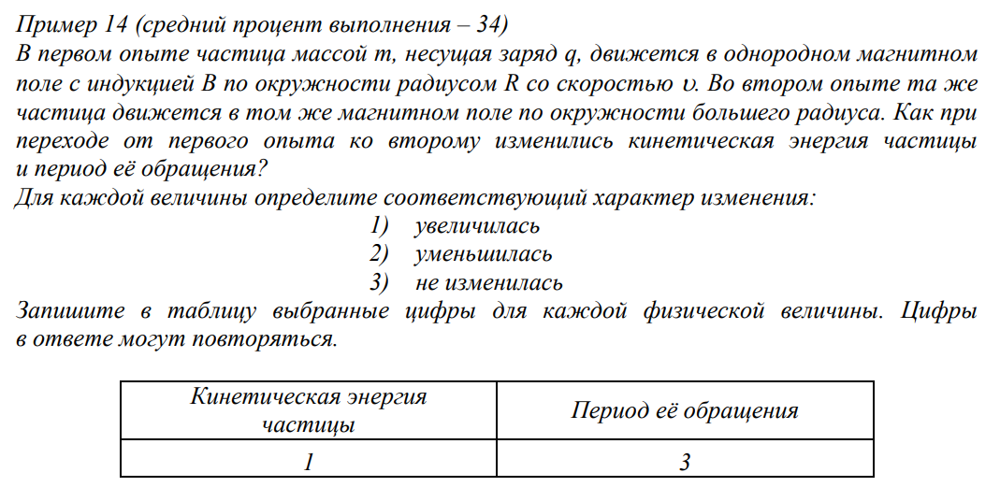 Пример 14 (средний процент выполнения – 34)
В первом опыте частица массой m, несущая заряд q, движется в однородном магнитном
поле с индукцией B по окружности радиусом R со скоростью υ. Во втором опыте та же
частица движется в том же магнитном поле по окружности большего радиуса. Как при
переходе от первого опыта ко второму изменились кинетическая энергия частицы
и период её обращения?
Для каждой величины определите соответствующий характер изменения:
1) увеличилась
2) уменьшилась
3) не изменилась
Запишите в таблицу выбранные цифры для каждой физической величины. Цифры
в ответе могут повторяться.
Кинетическая энергия
частицы
Период её обращения
1 3